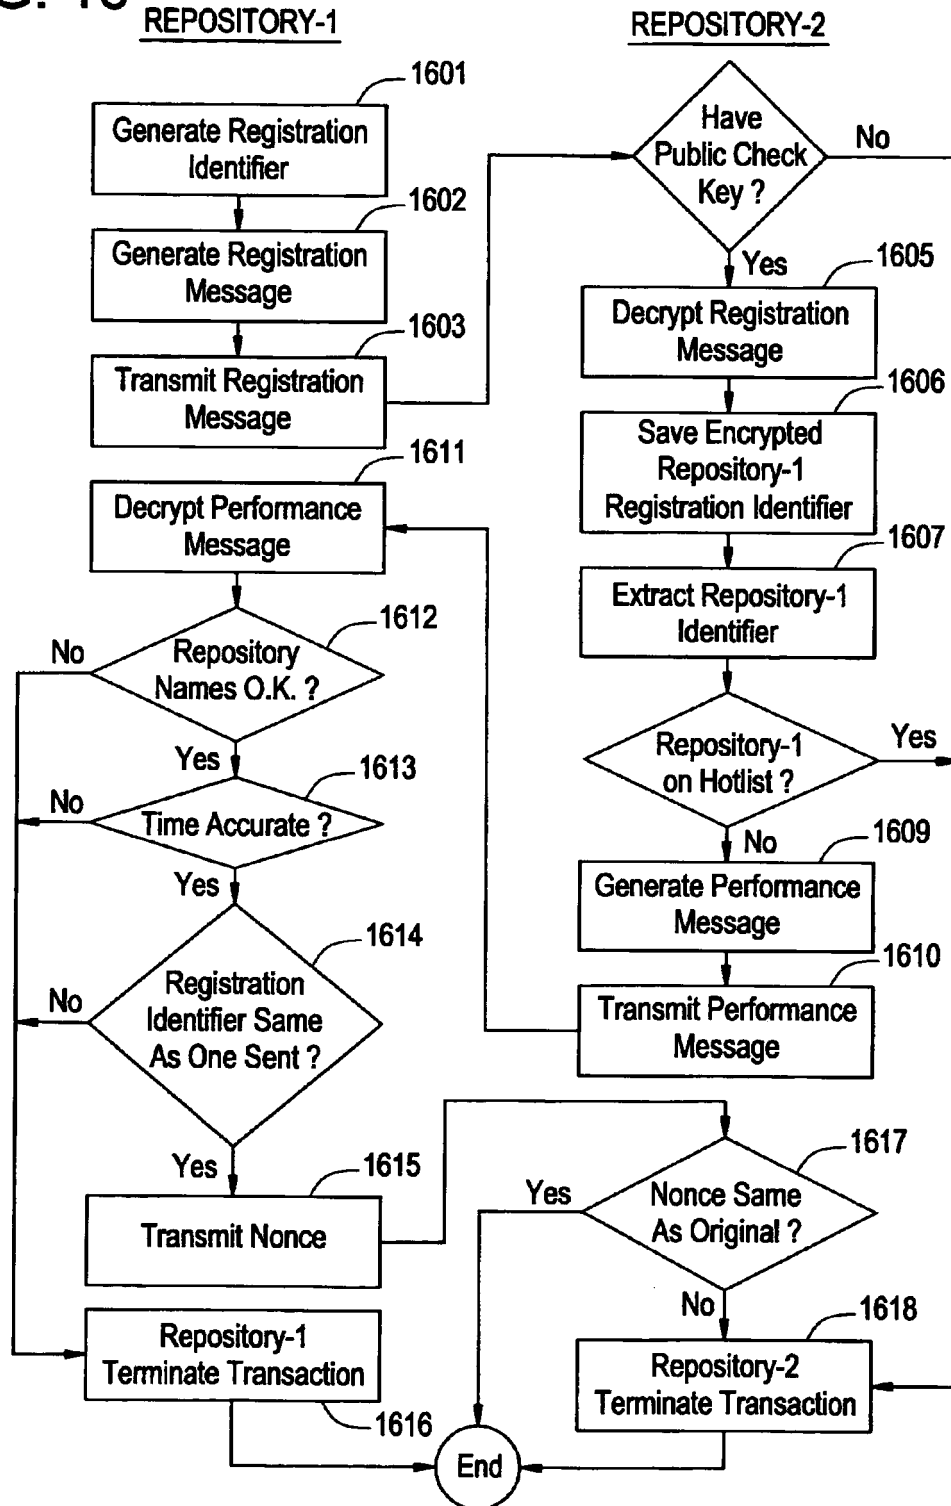 REPOSITORY-1
1601
Generate Registration
Identifier
1602
Generate Registration
Message
1603
Transmit Registration
Message
1611
Decrypt Performance
Message
1612
No
Repository
Names O.K. ?
Yes
1613
No
Time Accurate ?
Yes
1614
No
Registration
Identifier Same
As One Sent ?
Yes
1615
Transmit Nonce
Repository-1
Terminate Transaction
1616
REPOSITORY-2
Have
Public Check
Key ?
No
Yes
1605
Decrypt Registration
Message
1606
Save Encrypted
Repository-1
Registration Identifier
1607
Extract Repository-1
Identifier
Repository-1
on Hotlist ?
Yes
No
1609
Generate Performance
Message
1610
Transmit Performance
Message
1617
Yes
Nonce Same
As Original ?
No
1618
Repository-2
Terminate Transaction
End